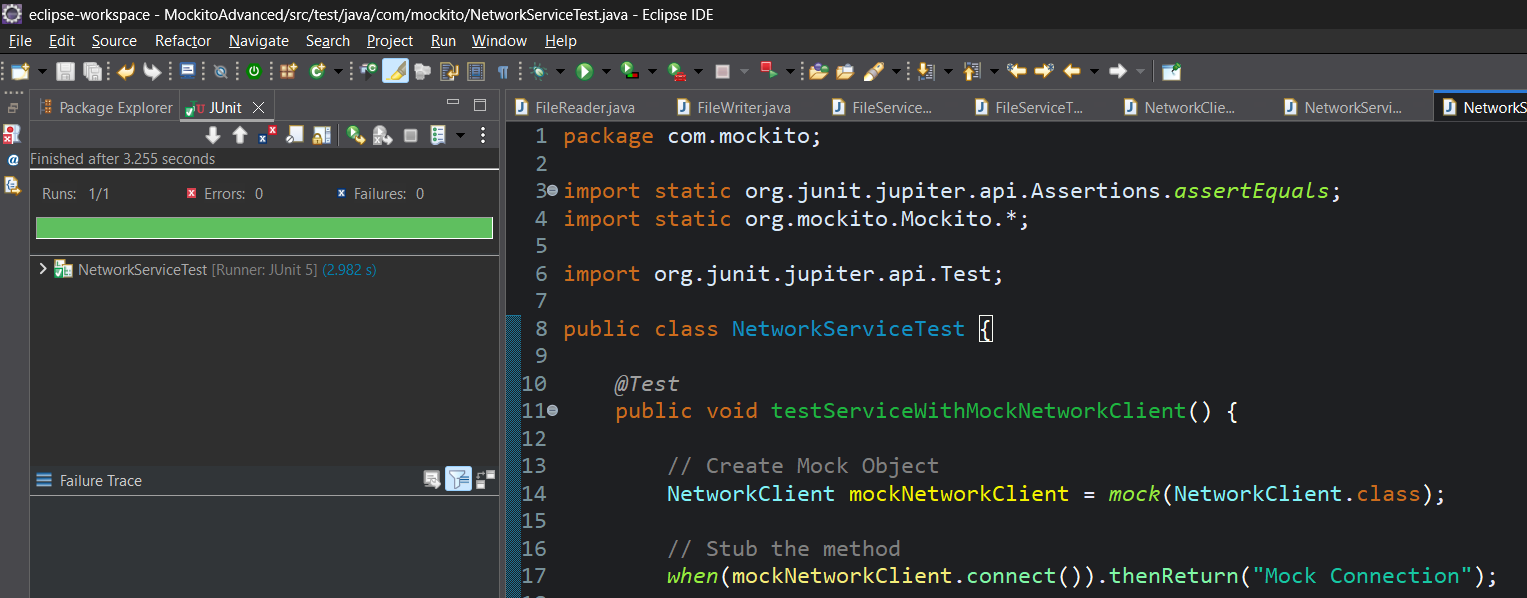 eclipse-workspace - MockitoAdvanced/src/test/java/com/mockito/NetworkServiceTest.java - Eclipse IDE
File Edit Source Refactor Navigate Search Project Run Window Help
Package Explorer JUnit
FileReader.java FileWriter.java FileService... FileServiceT... NetworkClie... NetworkServi... NetworkS
Finished after 3.255 seconds
Runs: 1/1 Errors: 0 Failures: 0
NetworkServiceTest [Runner: JUnit 5] (2.982 s)
Failure Trace
1 package com.mockito;
2
3 import static org.junit.jupiter.api.Assertions.assertEquals;
4 import static org.mockito.Mockito.*;
5
6 import org.junit.jupiter.api.Test;
7
8 public class NetworkServiceTest {
9
10 @Test
11 public void testServiceWithMockNetworkClient() {
12
13 // Create Mock Object
14 NetworkClient mockNetworkClient = mock(NetworkClient.class);
15
16 // Stub the method
17 when(mockNetworkClient.connect()).thenReturn("Mock Connection");